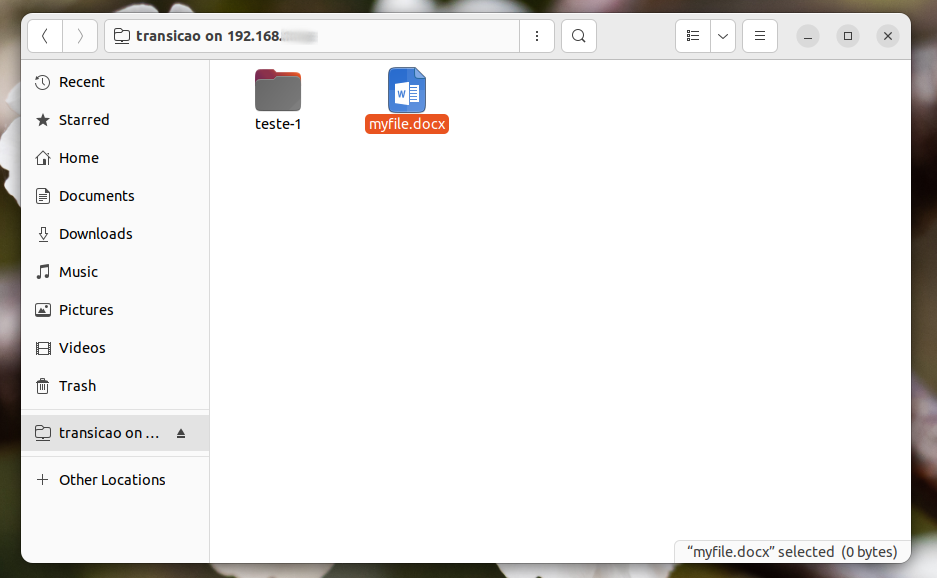 transicao on 192.168.
Recent
Starred
Home
Documents
Downloads
Music
Pictures
Videos
Trash
transicao on ...
Other Locations
teste-1
W
myfile.docx
“myfile.docx” selected (0 bytes)